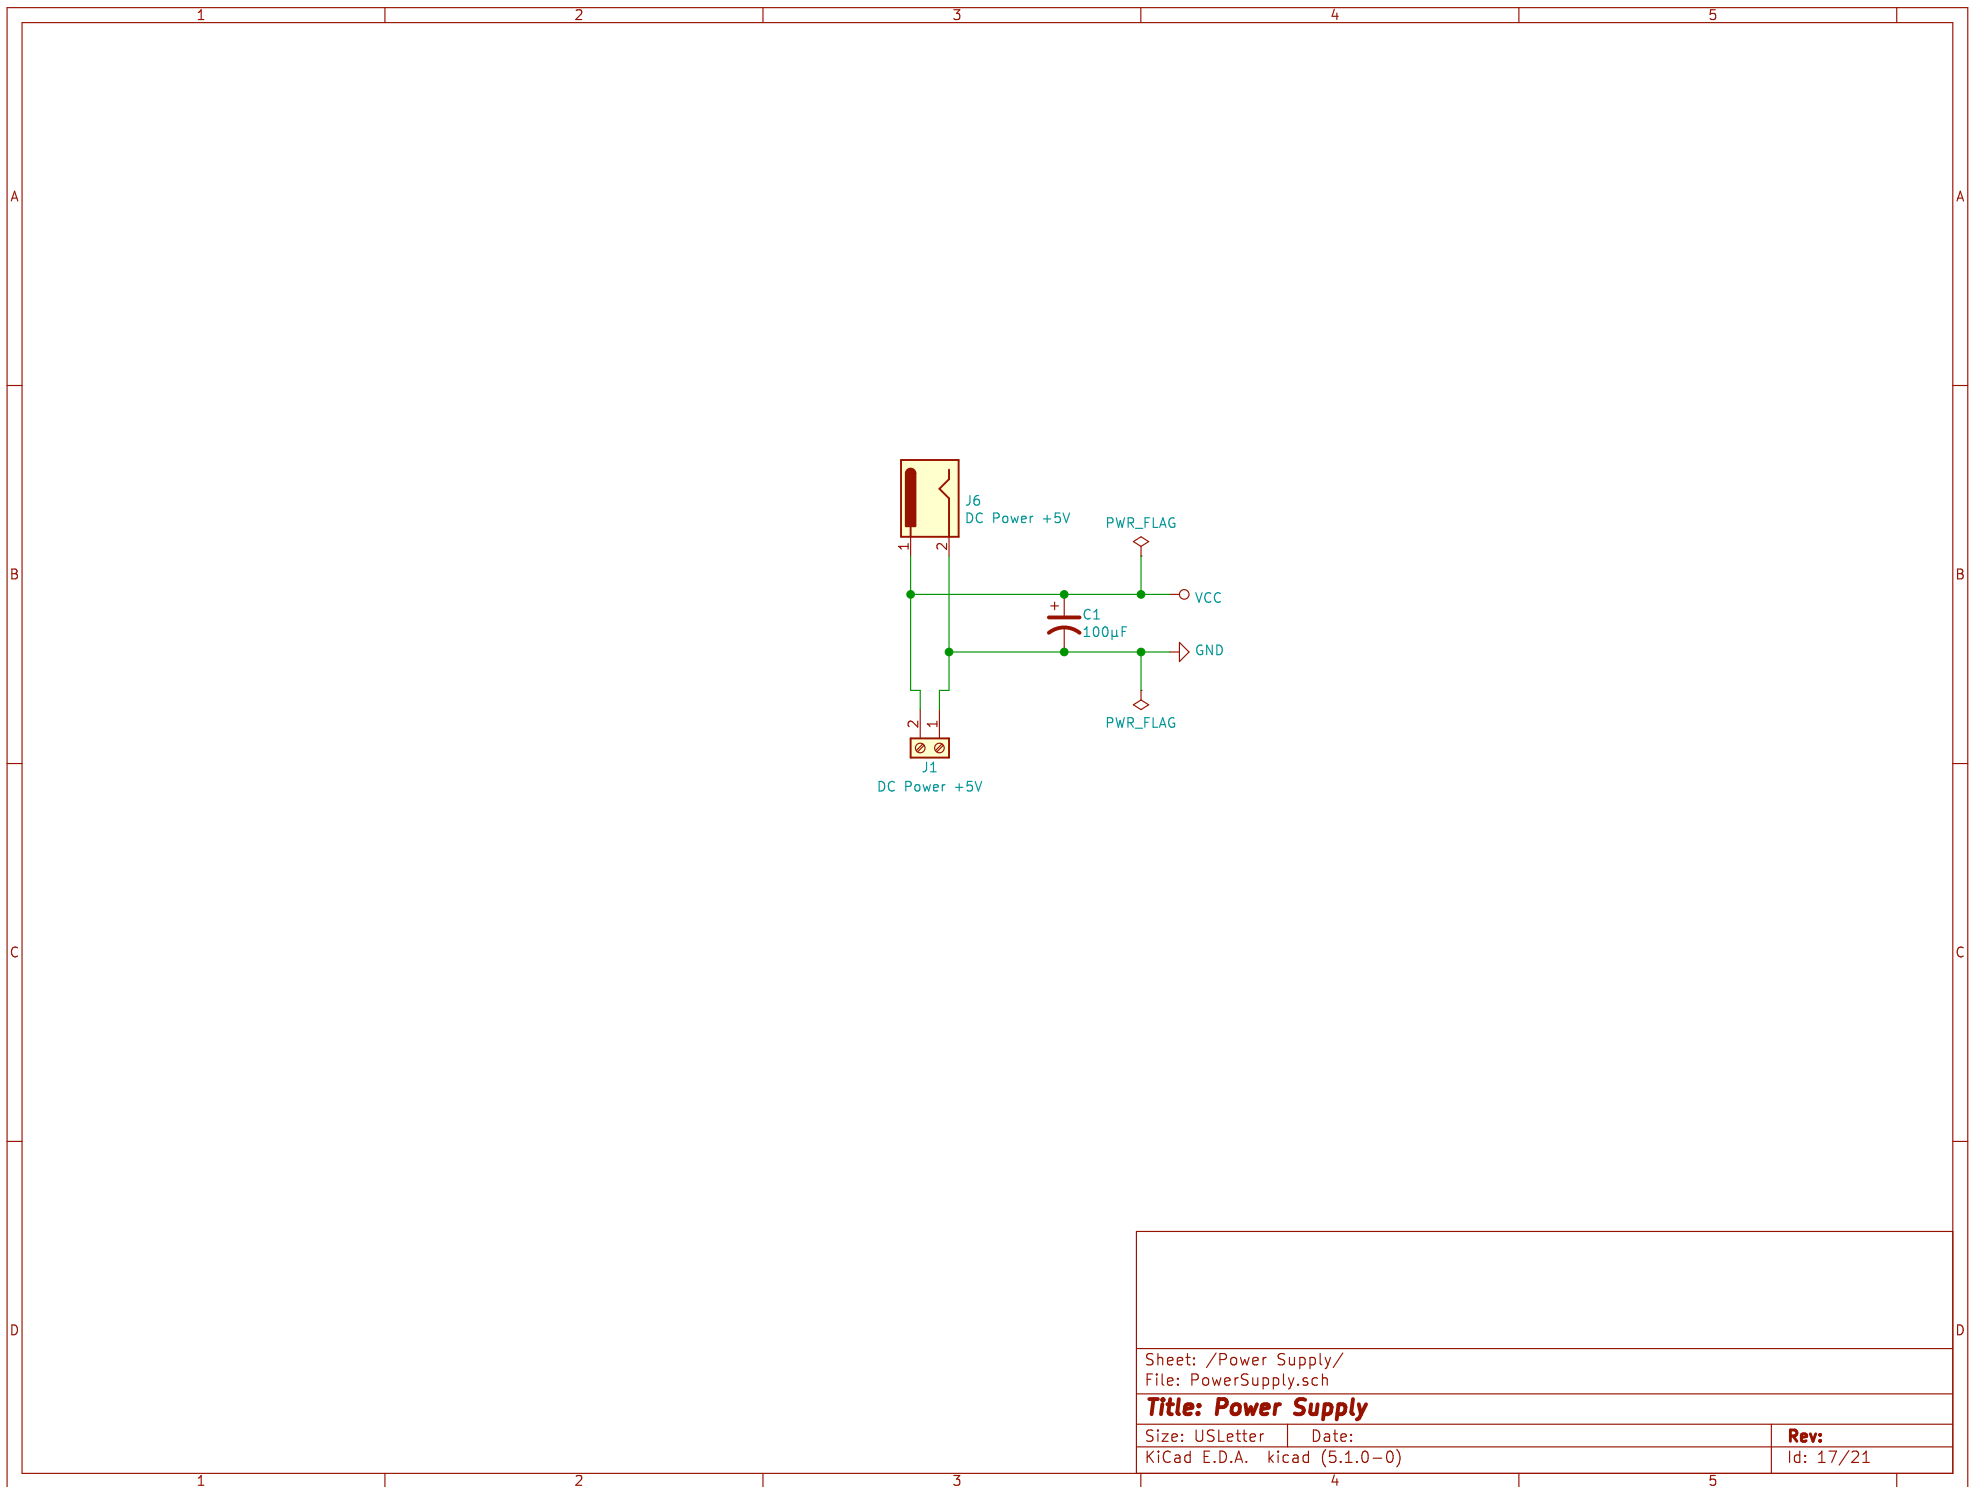 1 2 3 4 5
A A
J6
DC Power +5V
PWR_FLAG
1 2
B B
VCC
+
C1
100µF
GND
2 1
PWR_FLAG
J1
DC Power +5V
C C
D D
Sheet: /Power Supply/
File: PowerSupply.sch
Title: Power Supply
Size: USLetter Date: Rev:
KiCad E.D.A. kicad (5.1.0-0) Id: 17/21
1 2 3 4 5